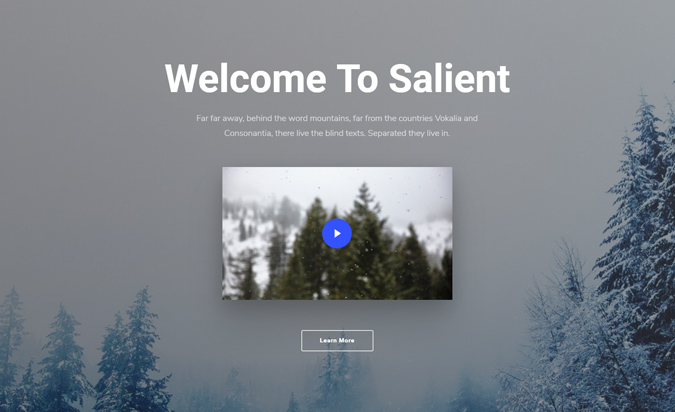 Welcome To Salient
Far far away, behind the word mountains, far from the countries Vokalia and
Consonantia, there live the blind texts. Separated they live in.
Learn More